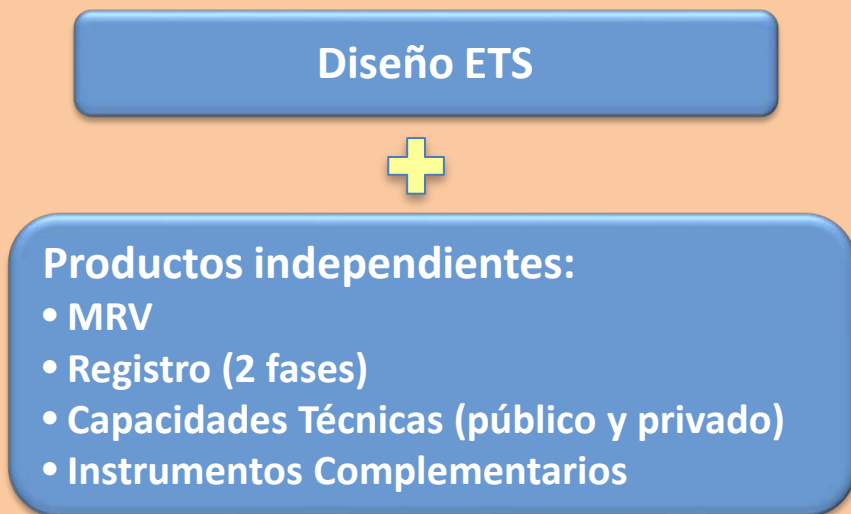 Diseño ETS
Productos independientes:
• MRV
• Registro (2 fases)
• Capacidades Técnicas (público y privado)
• Instrumentos Complementarios